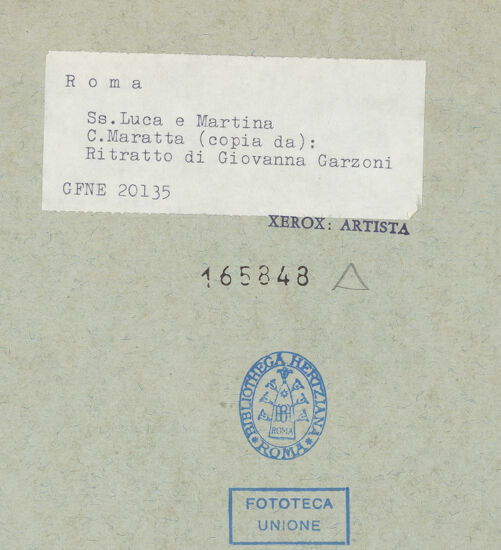 Roma
Ss.Luca e Martina
C.Maratta (copia da):
Ritratto di Giovanna Garzoni
GFNE 20135
XEROX: ARTISTA
165848
BIBLIOTHECA HERTZIANA
ROMA
ROMA
FOTOTECA
UNIONE